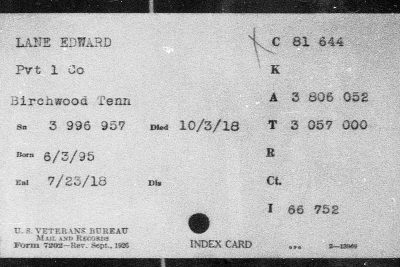 LANE EDWARD C 81 644
Pvt 1 Co K
Birchwood Tenn A 3 806 052
Sn 3 996 957 Died 10/3/18 T 3 057 000
Born 6/3/95 R
Enl 7/23/18 Dis Ct.
I 66 752
U. S. VETERANS BUREAU
MAIL AND RECORDS
Form 7202—Rev. Sept., 1926 INDEX CARD GPO